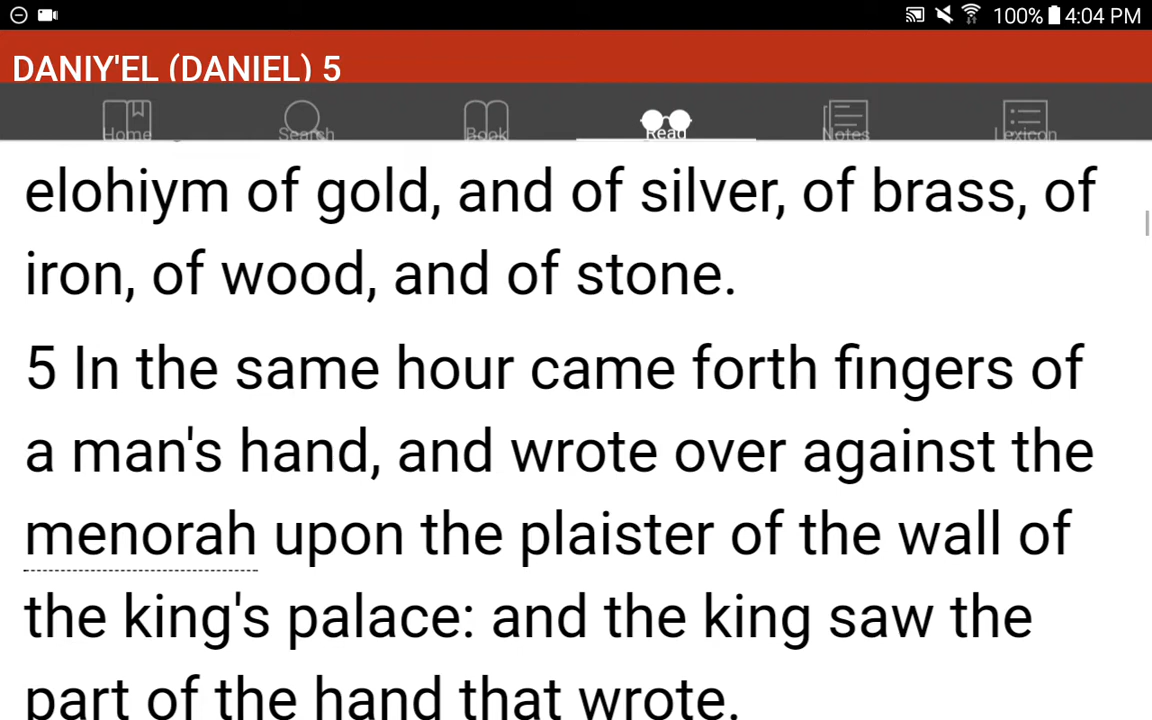 100% 4:04 PM
DANIY'EL (DANIEL) 5
Home Search Book Read Notes Lexicon
elohiym of gold, and of silver, of brass, of
iron, of wood, and of stone.
5 In the same hour came forth fingers of
a man's hand, and wrote over against the
menorah upon the plaister of the wall of
the king's palace: and the king saw the
part of the hand that wrote.